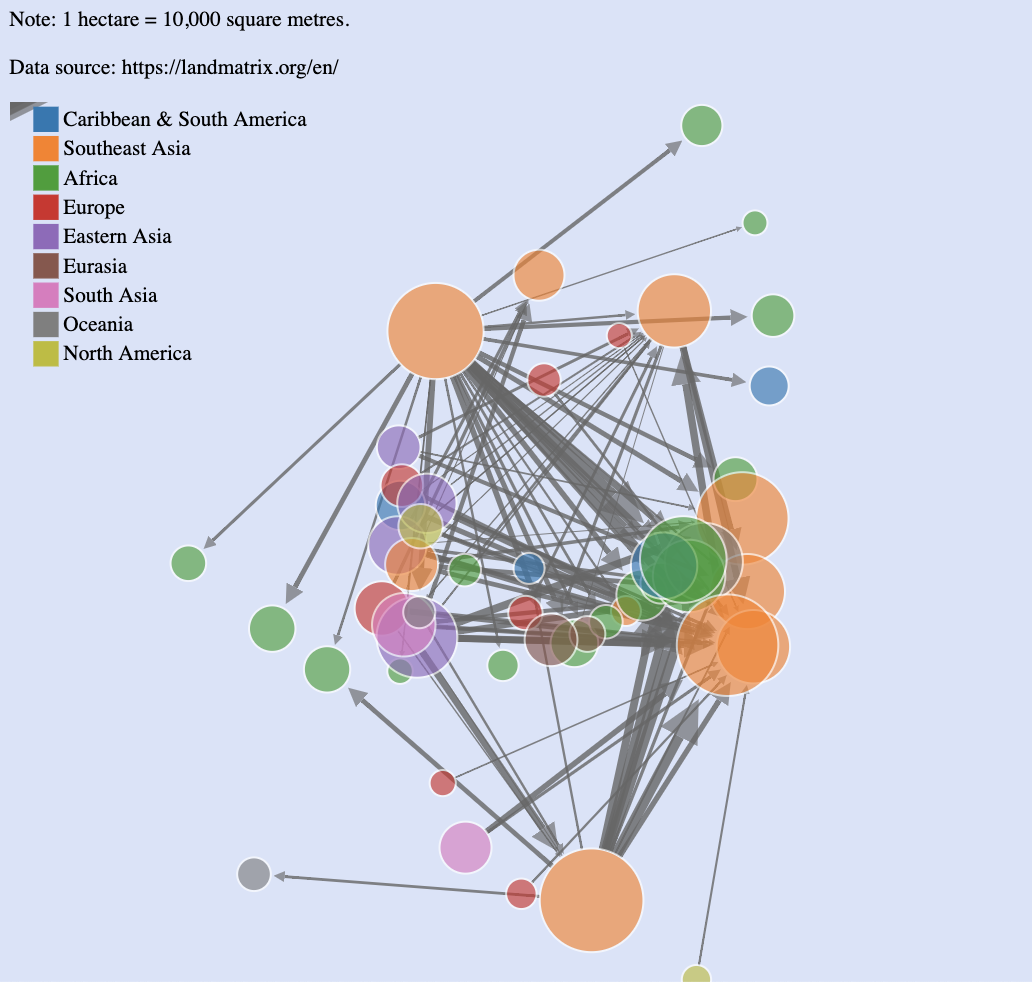 Note: 1 hectare = 10,000 square metres.
Data source: https://landmatrix.org/en/
Caribbean & South America
Southeast Asia
Africa
Europe
Eastern Asia
Eurasia
South Asia
Oceania
North America